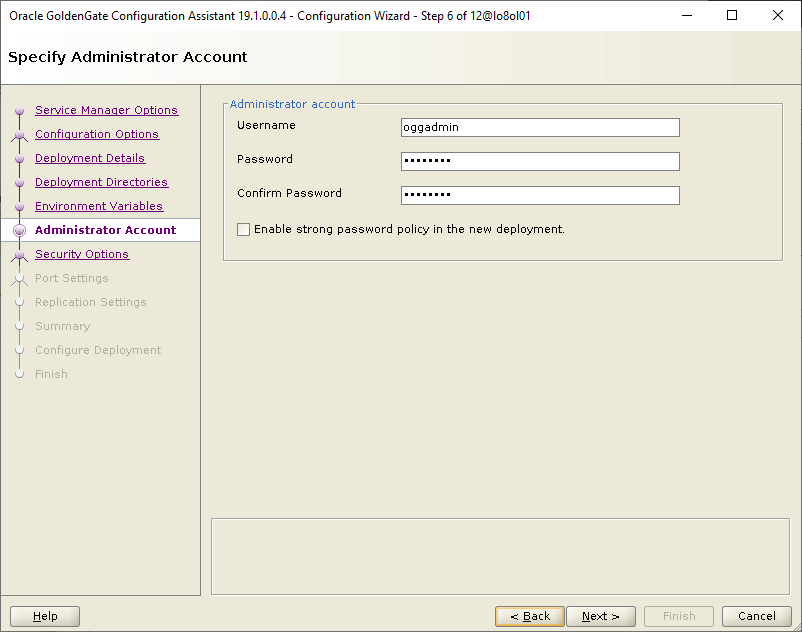 Oracle GoldenGate Configuration Assistant 19.1.0.0.4 - Configuration Wizard - Step 6 of 12@lo8ol01
Specify Administrator Account
Service Manager Options
Configuration Options
Deployment Details
Deployment Directories
Environment Variables
Administrator Account
Security Options
Port Settings
Replication Settings
Summary
Configure Deployment
Finish
Administrator account
Username
oggadmin
Password
••••••••
Confirm Password
••••••••
Enable strong password policy in the new deployment.
Help
< Back
Next >
Finish
Cancel